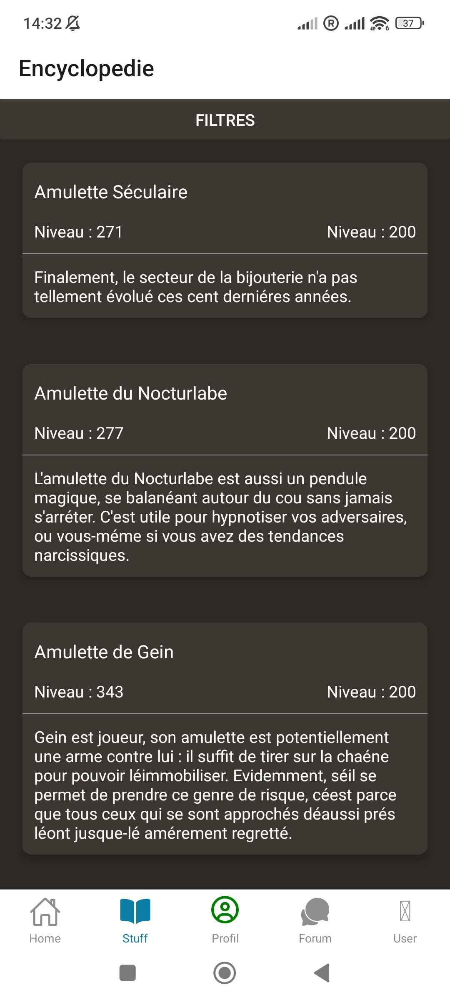 14:32
R
6
37
Encyclopedie
FILTRES
Amulette Séculaire
Niveau : 271
Niveau : 200
Finalement, le secteur de la bijouterie n'a pas
tellement évolué ces cent derniéres années.
Amulette du Nocturlabe
Niveau : 277
Niveau : 200
L'amulette du Nocturlabe est aussi un pendule
magique, se balanéant autour du cou sans jamais
s'arréter. C'est utile pour hypnotiser vos adversaires,
ou vous-méme si vous avez des tendances
narcissiques.
Amulette de Gein
Niveau : 343
Niveau : 200
Gein est joueur, son amulette est potentiellement
une arme contre lui : il suffit de tirer sur la chaéne
pour pouvoir léimmobiliser. Evidemment, séil se
permet de prendre ce genre de risque, céest parce
que tous ceux qui se sont approchés déaussi prés
léont jusque-lé amérement regretté.
Home
Stuff
Profil
Forum
User